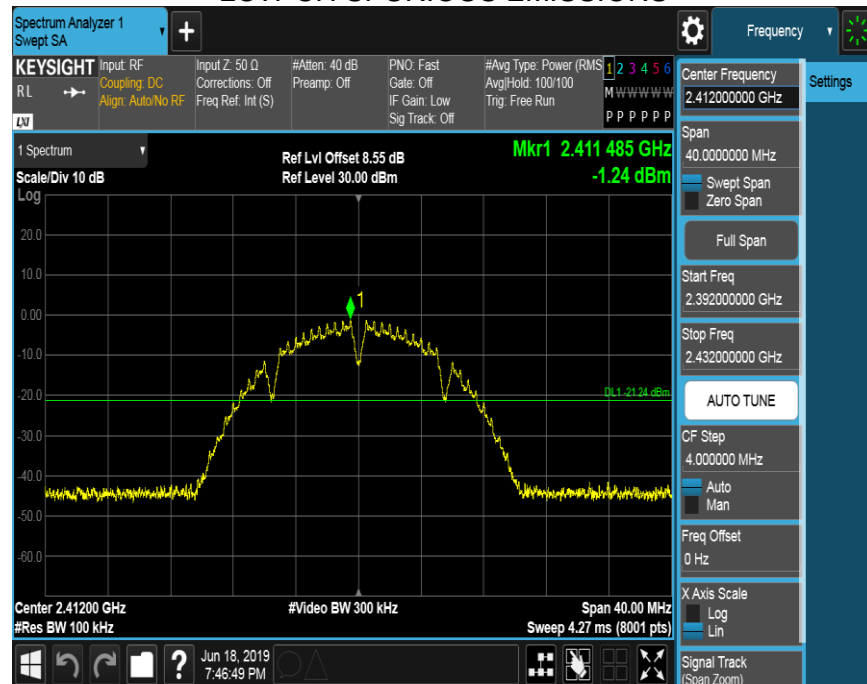 Spectrum Analyzer 1
Swept SA
Frequency
KEYSIGHT
RL
LXI
Input: RF
Coupling: DC
Align: Auto/No RF
Input Z: 50 Ω
Corrections: Off
Freq Ref: Int (S)
#Atten: 40 dB
Preamp: Off
PNO: Fast
Gate: Off
IF Gain: Low
Sig Track: Off
#Avg Type: Power (RMS
Avg|Hold: 100/100
Trig: Free Run
1 2 3 4 5 6
M W W W W W
P P P P P P
Settings
1 Spectrum
Scale/Div 10 dB
Log
Ref Lvl Offset 8.55 dB
Ref Level 30.00 dBm
Mkr1 2.411 485 GHz
-1.24 dBm
20.0
10.0
0.00
-10.0
-20.0
-30.0
-40.0
-50.0
-60.0
1
DL1 -21.24 dBm
Center 2.41200 GHz
#Res BW 100 kHz
#Video BW 300 kHz
Span 40.00 MHz
Sweep 4.27 ms (8001 pts)
Center Frequency
2.412000000 GHz
Span
40.0000000 MHz
Swept Span
Zero Span
Full Span
Start Freq
2.392000000 GHz
Stop Freq
2.432000000 GHz
AUTO TUNE
CF Step
4.000000 MHz
Auto
Man
Freq Offset
0 Hz
X Axis Scale
Log
Lin
Signal Track
(Span Zoom)
?
Jun 18, 2019
7:46:49 PM